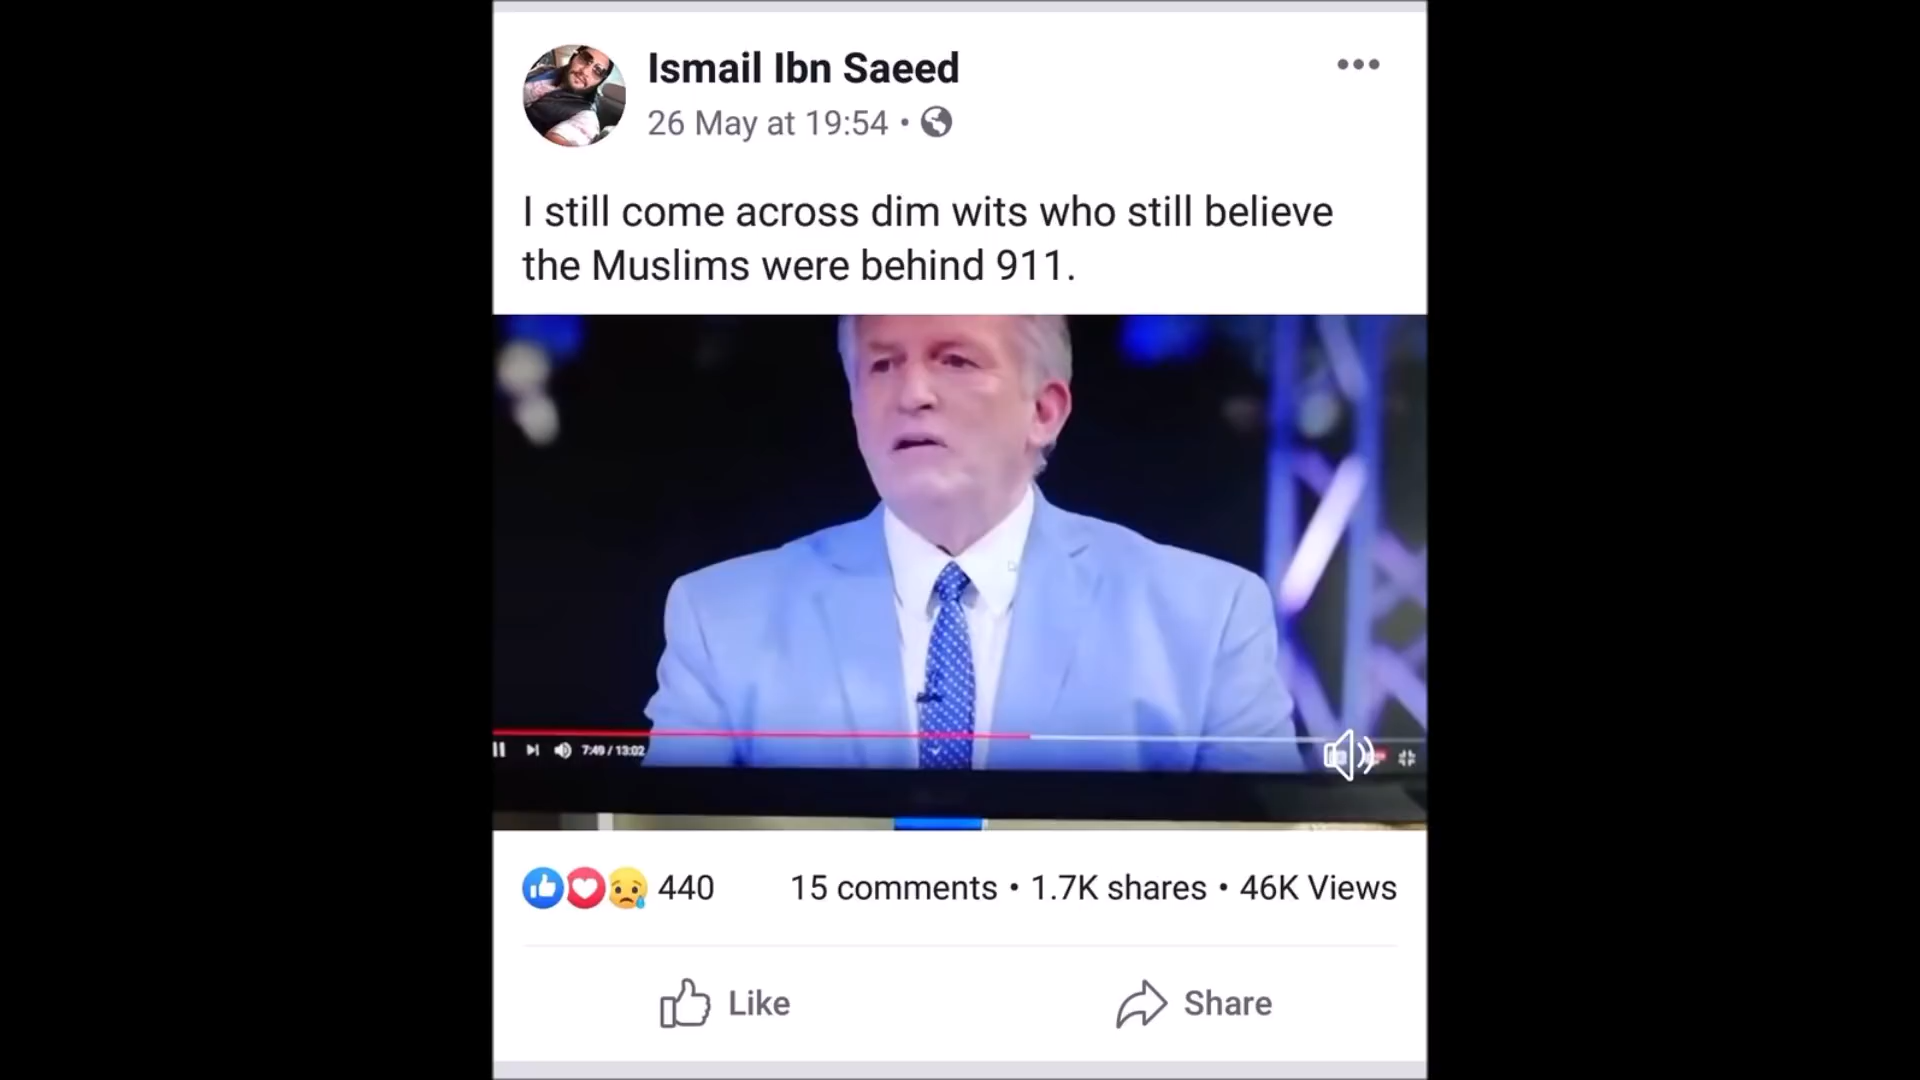 Ismail Ibn Saeed
26 May at 19:54 •
I still come across dim wits who still believe
the Muslims were behind 911.
7:49 / 13:02
440 15 comments • 1.7K shares • 46K Views
Like Share